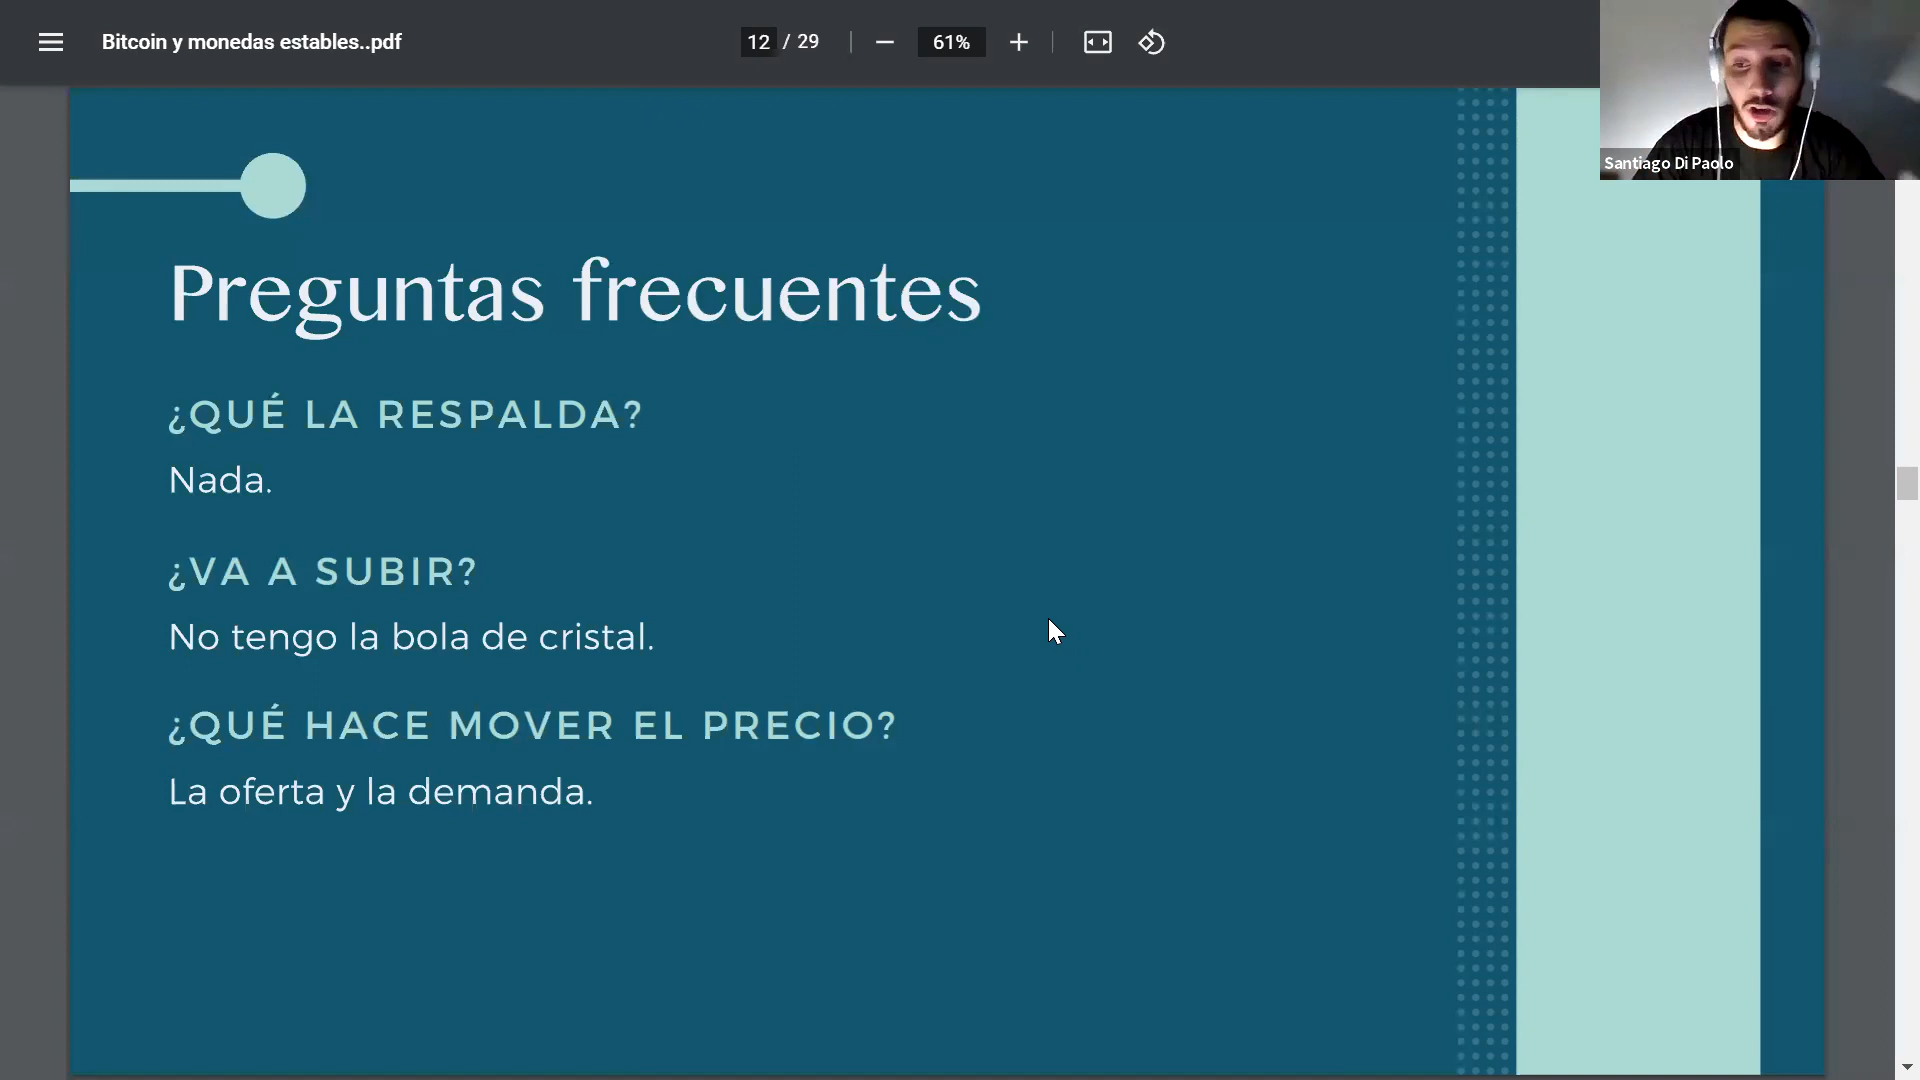 Bitcoin y monedas estables..pdf
12 / 29
61%
Santiago Di Paolo
Preguntas frecuentes
¿QUÉ LA RESPALDA?
Nada.
¿VA A SUBIR?
No tengo la bola de cristal.
¿QUÉ HACE MOVER EL PRECIO?
La oferta y la demanda.